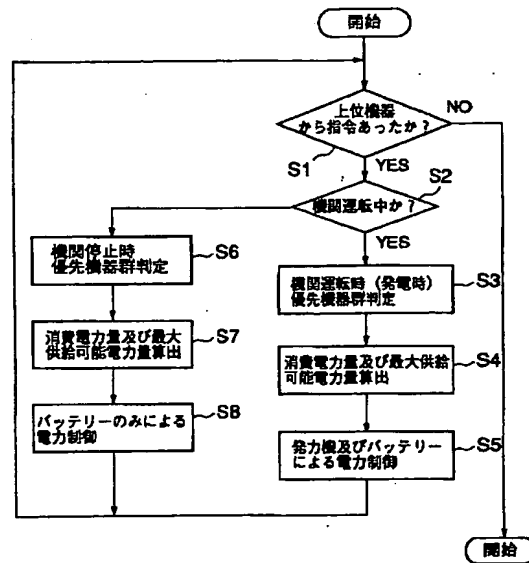 開始
上位機器
から指令あったか？
NO
S1
YES
S2
機関運転中か？
YES
機関停止時
優先機器群判定
S6
機関運転時（発電時）
優先機器群判定
S3
消費電力量及び最大
供給可能電力量算出
S7
消費電力量及び最大供給
可能電力量算出
S4
バッテリーのみによる
電力制御
S8
発力機及びバッテリー
による電力制御
S5
開始